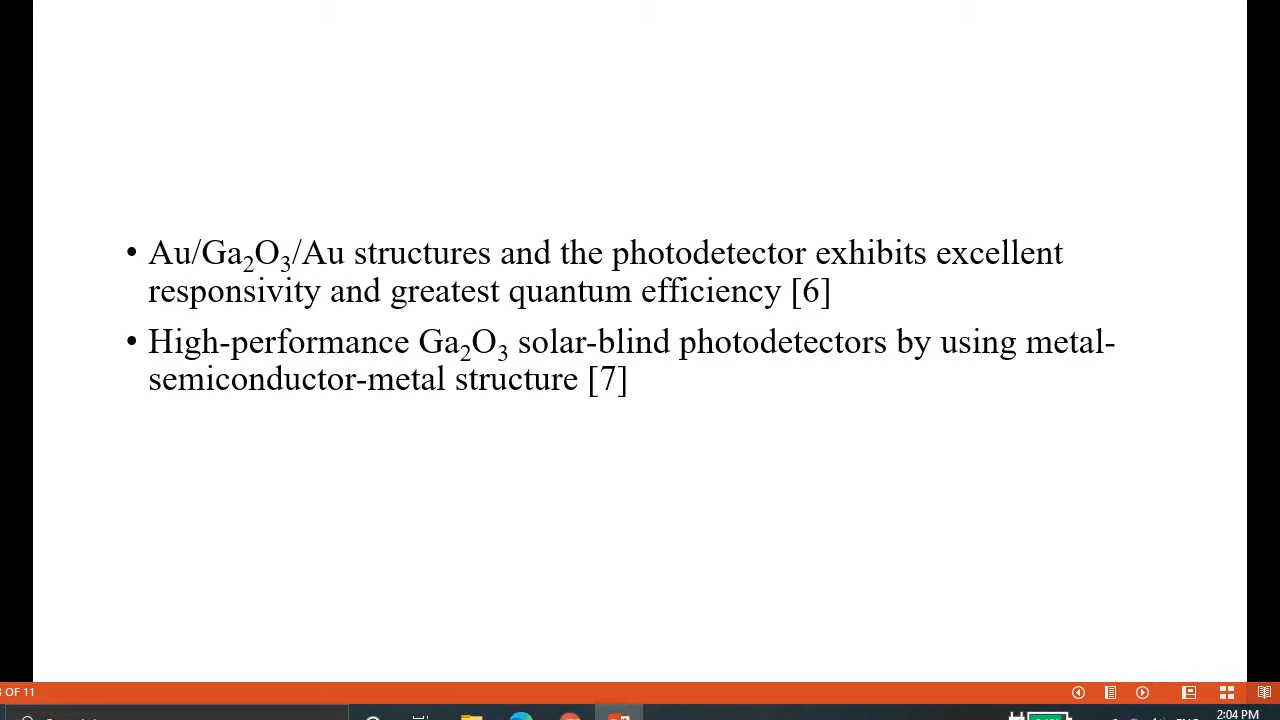 • Au/Ga₂O₃/Au structures and the photodetector exhibits excellent
responsivity and greatest quantum efficiency [6]
• High-performance Ga₂O₃ solar-blind photodetectors by using metal-
semiconductor-metal structure [7]
OF 11
2:04 PM